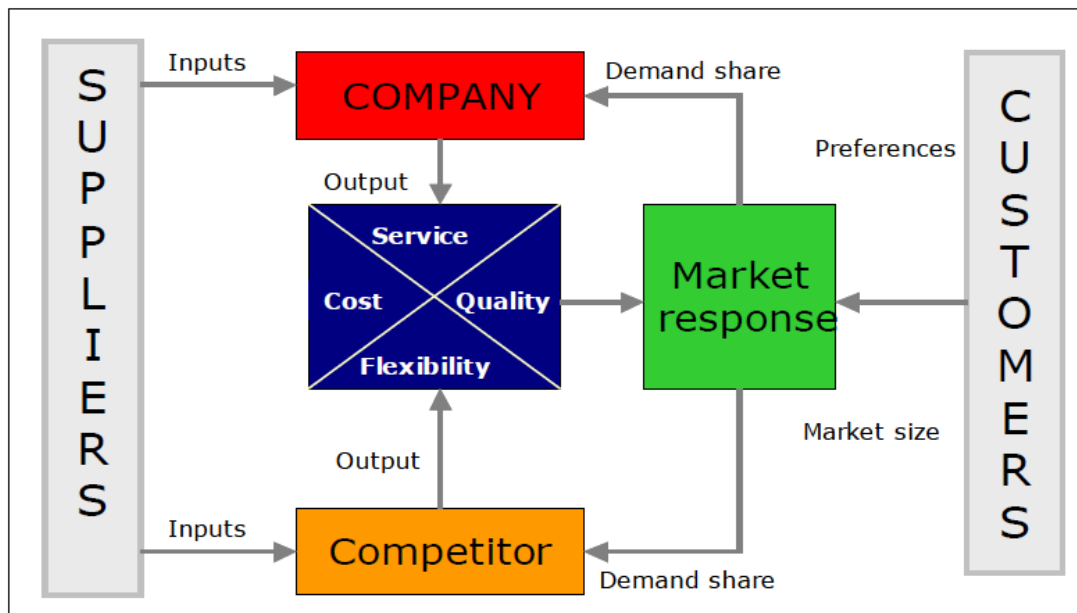 SUPPLIERS
Inputs
COMPANY
Demand share
CUSTOMERS
Preferences
Output
Service
Cost
Quality
Flexibility
Market
response
Market size
Output
Inputs
Competitor
Demand share